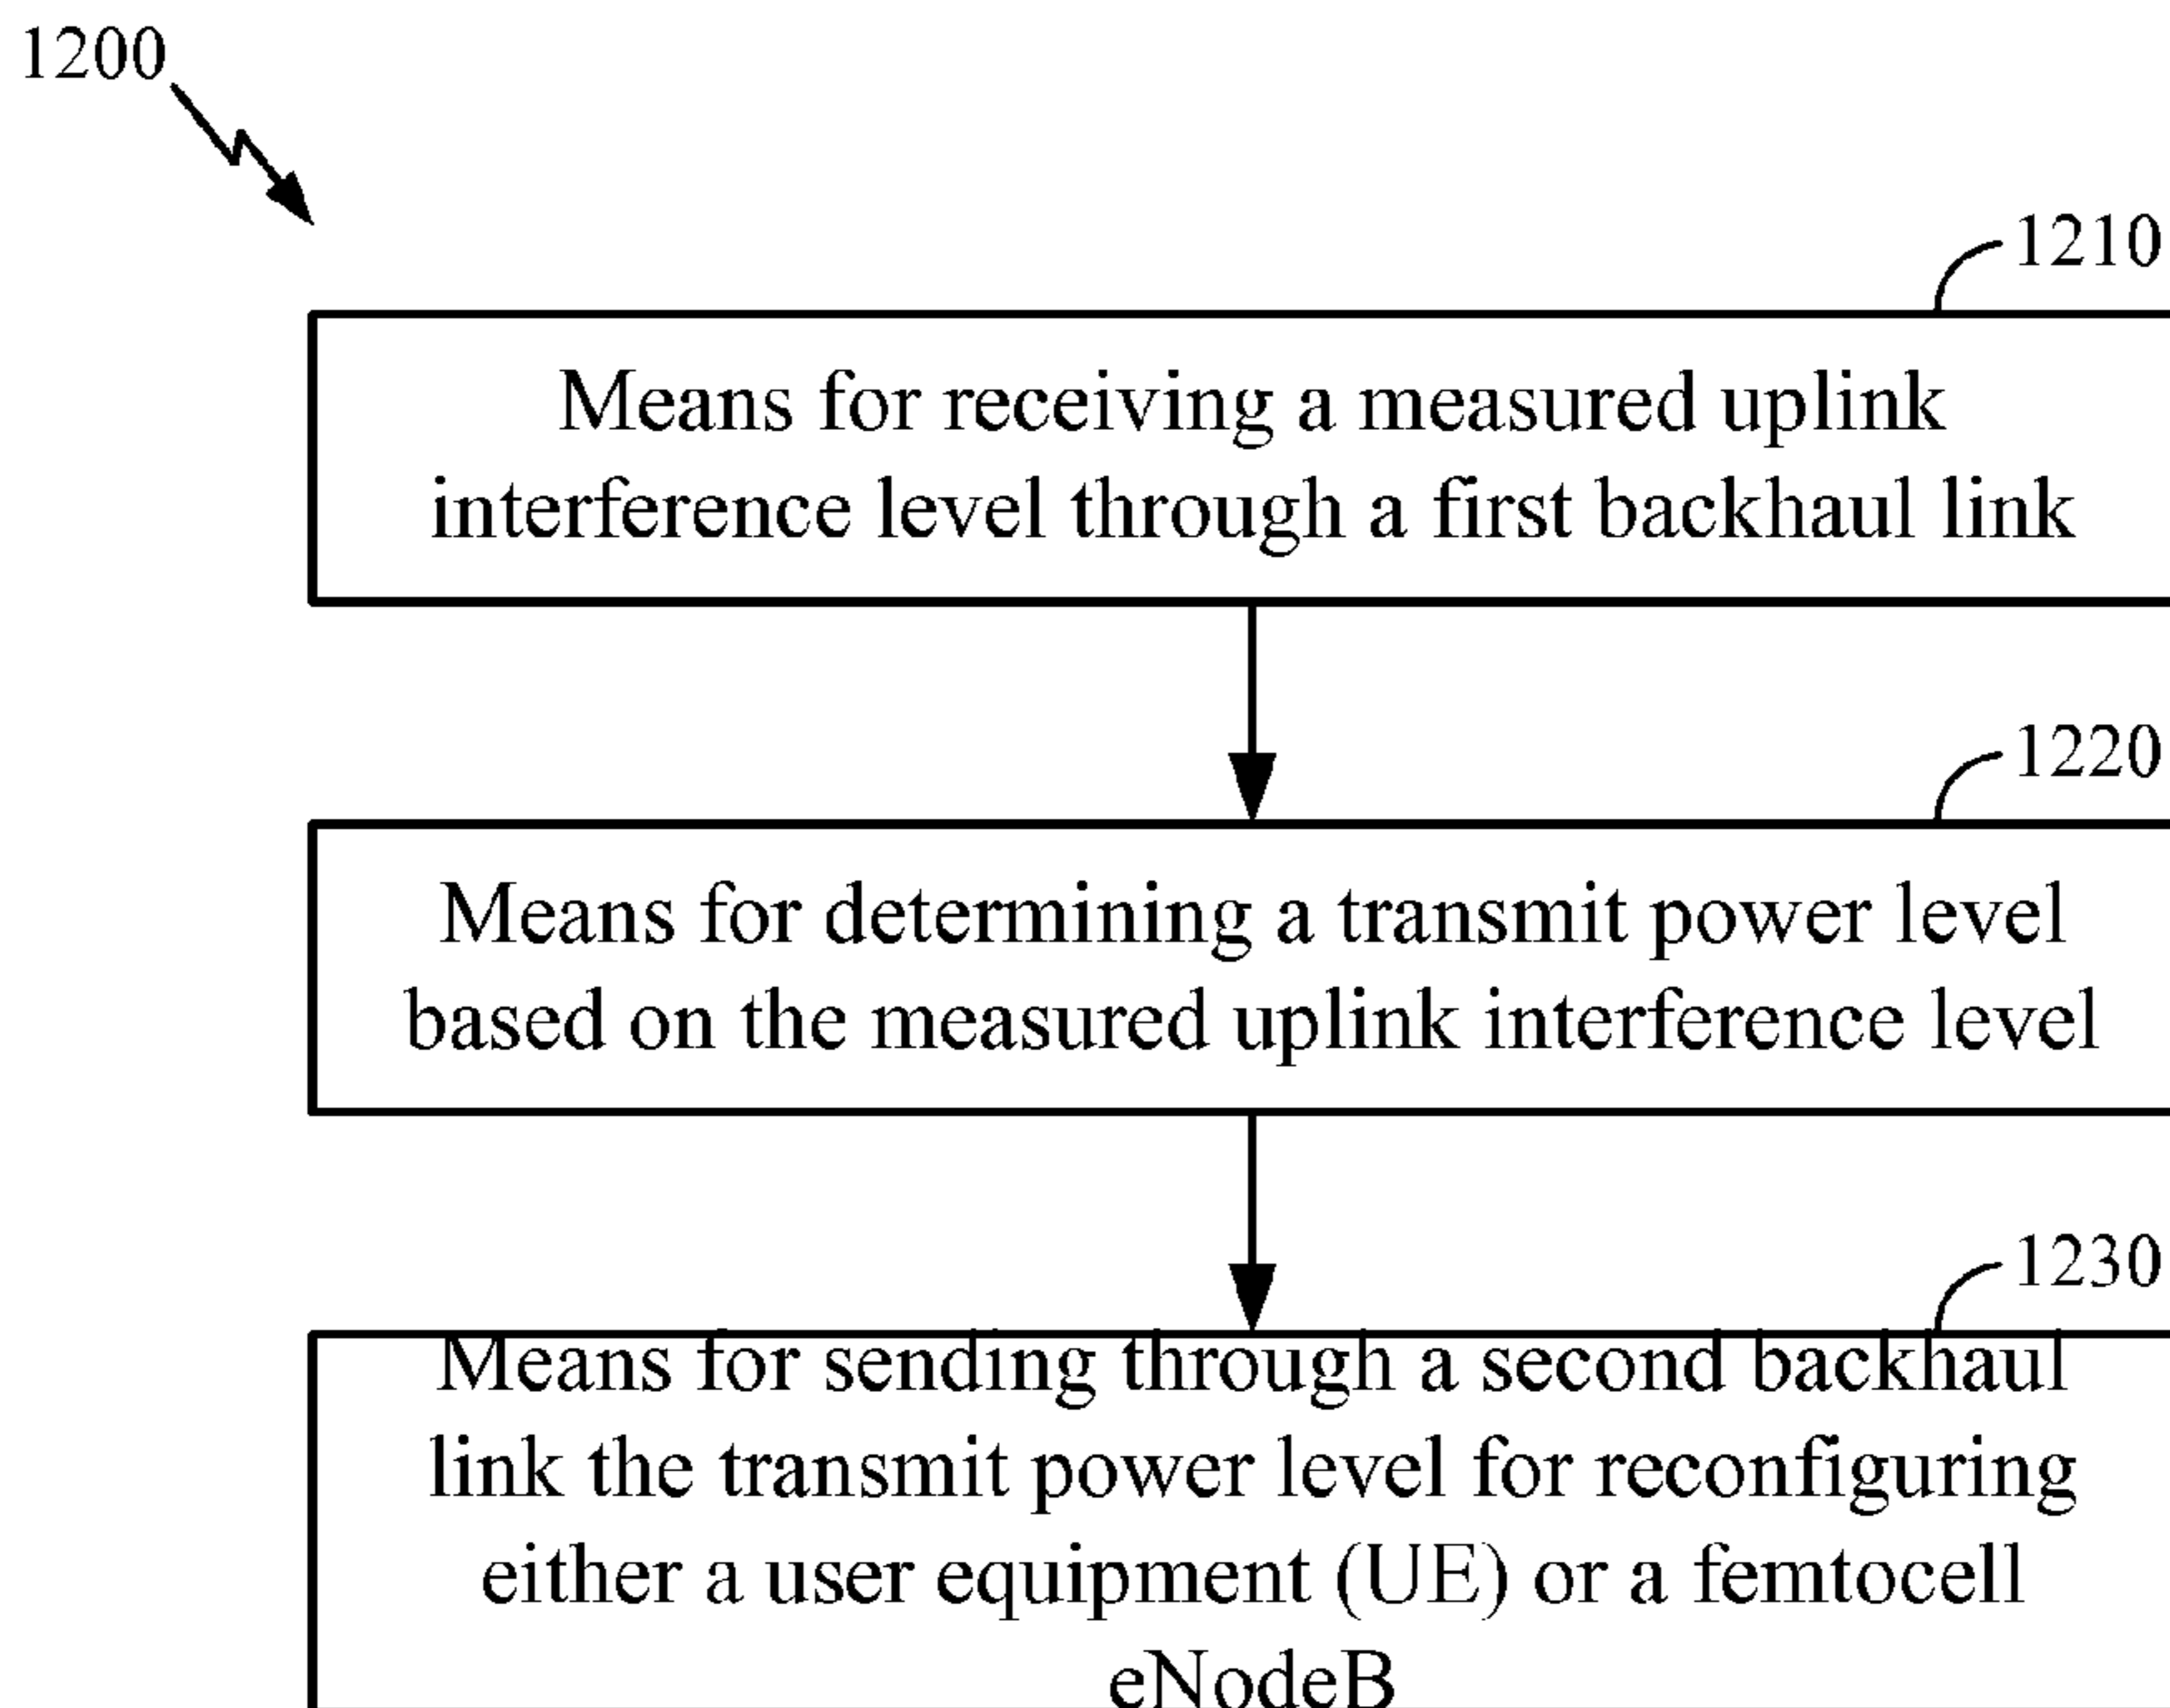 1200
1210
Means for receiving a measured uplink
interference level through a first backhaul link
1220
Means for determining a transmit power level
based on the measured uplink interference level
1230
Means for sending through a second backhaul
link the transmit power level for reconfiguring
either a user equipment (UE) or a femtocell
eNodeB